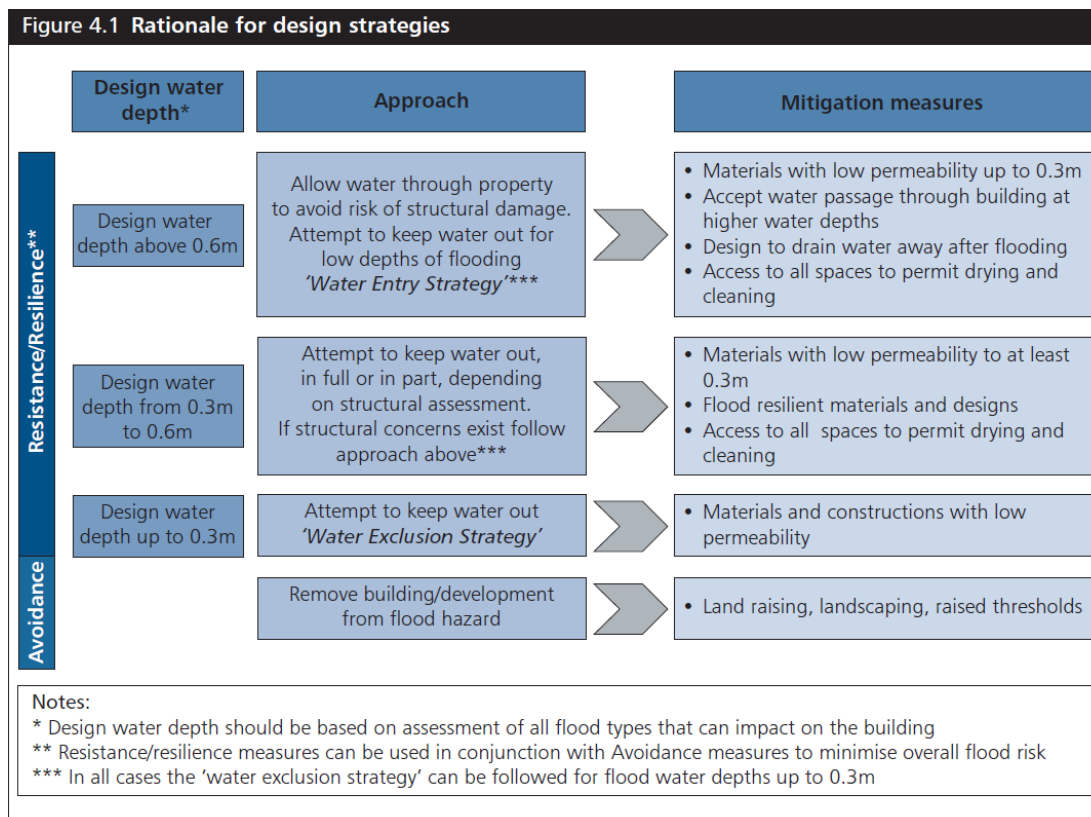 Figure 4.1 Rationale for design strategies
Design water
depth*
Approach
Mitigation measures
Resistance/Resilience**
Design water
depth above 0.6m
Allow water through property
to avoid risk of structural damage.
Attempt to keep water out for
low depths of flooding
'Water Entry Strategy'***
• Materials with low permeability up to 0.3m
• Accept water passage through building at
higher water depths
• Design to drain water away after flooding
• Access to all spaces to permit drying and
cleaning
Design water
depth from 0.3m
to 0.6m
Attempt to keep water out,
in full or in part, depending
on structural assessment.
If structural concerns exist follow
approach above***
• Materials with low permeability to at least
0.3m
• Flood resilient materials and designs
• Access to all spaces to permit drying and
cleaning
Design water
depth up to 0.3m
Attempt to keep water out
'Water Exclusion Strategy'
• Materials and constructions with low
permeability
Avoidance
Remove building/development
from flood hazard
• Land raising, landscaping, raised thresholds
Notes:
* Design water depth should be based on assessment of all flood types that can impact on the building
** Resistance/resilience measures can be used in conjunction with Avoidance measures to minimise overall flood risk
*** In all cases the 'water exclusion strategy' can be followed for flood water depths up to 0.3m